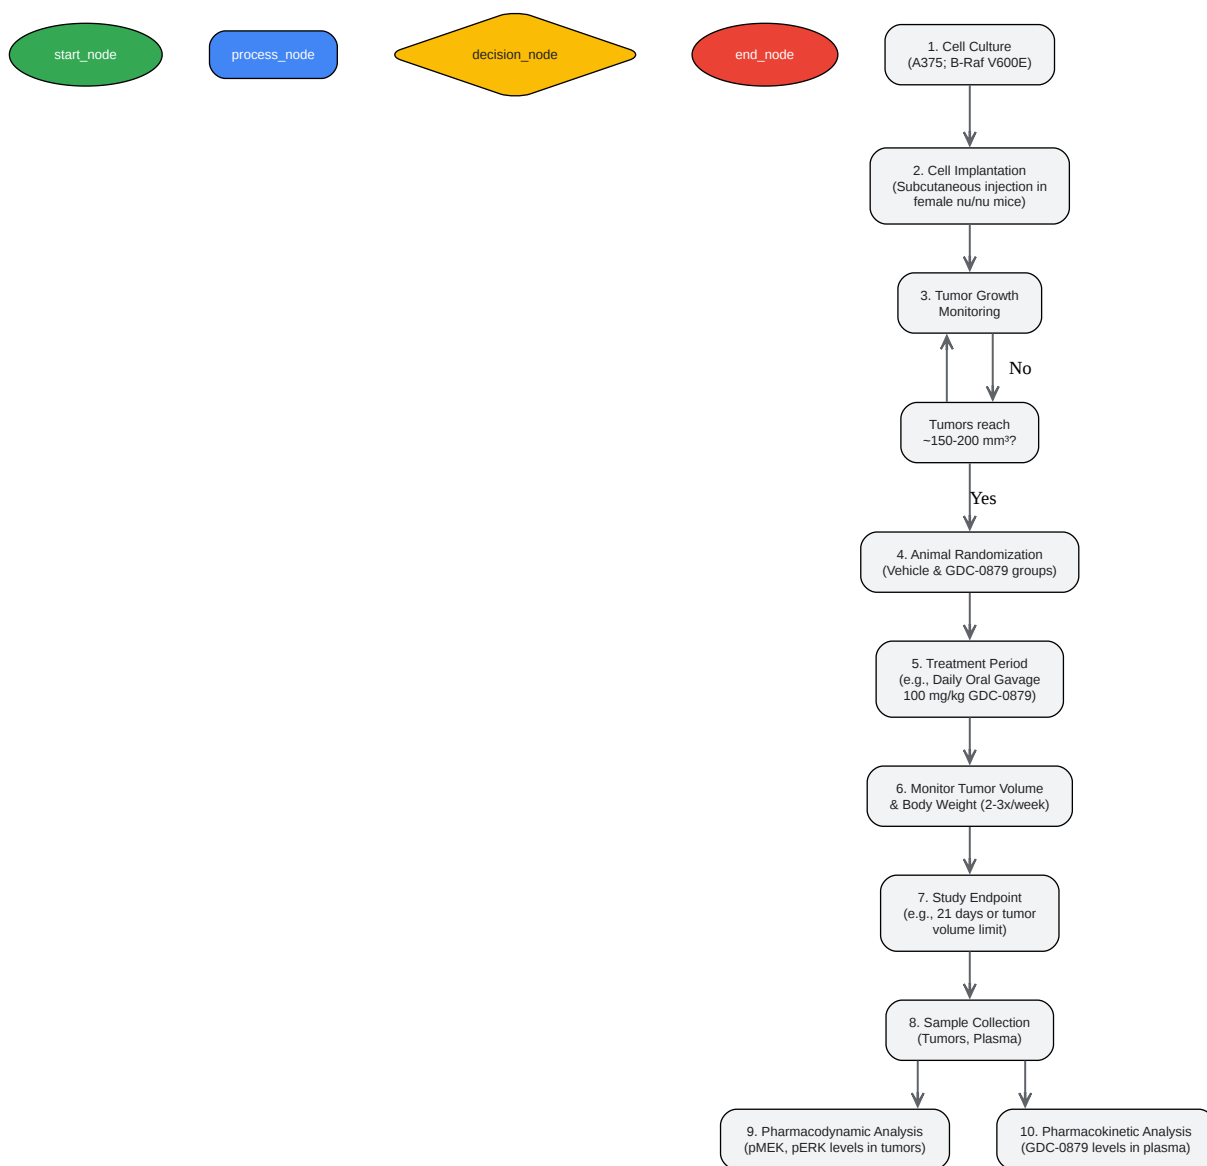 start_node
process_node
decision_node
end_node
1. Cell Culture
(A375; B-Raf V600E)
2. Cell Implantation
(Subcutaneous injection in
female nu/nu mice)
3. Tumor Growth
Monitoring
No
Tumors reach
~150-200 mm³?
Yes
4. Animal Randomization
(Vehicle & GDC-0879 groups)
5. Treatment Period
(e.g., Daily Oral Gavage
100 mg/kg GDC-0879)
6. Monitor Tumor Volume
& Body Weight (2-3x/week)
7. Study Endpoint
(e.g., 21 days or tumor
volume limit)
8. Sample Collection
(Tumors, Plasma)
9. Pharmacodynamic Analysis
(pMEK, pERK levels in tumors)
10. Pharmacokinetic Analysis
(GDC-0879 levels in plasma)